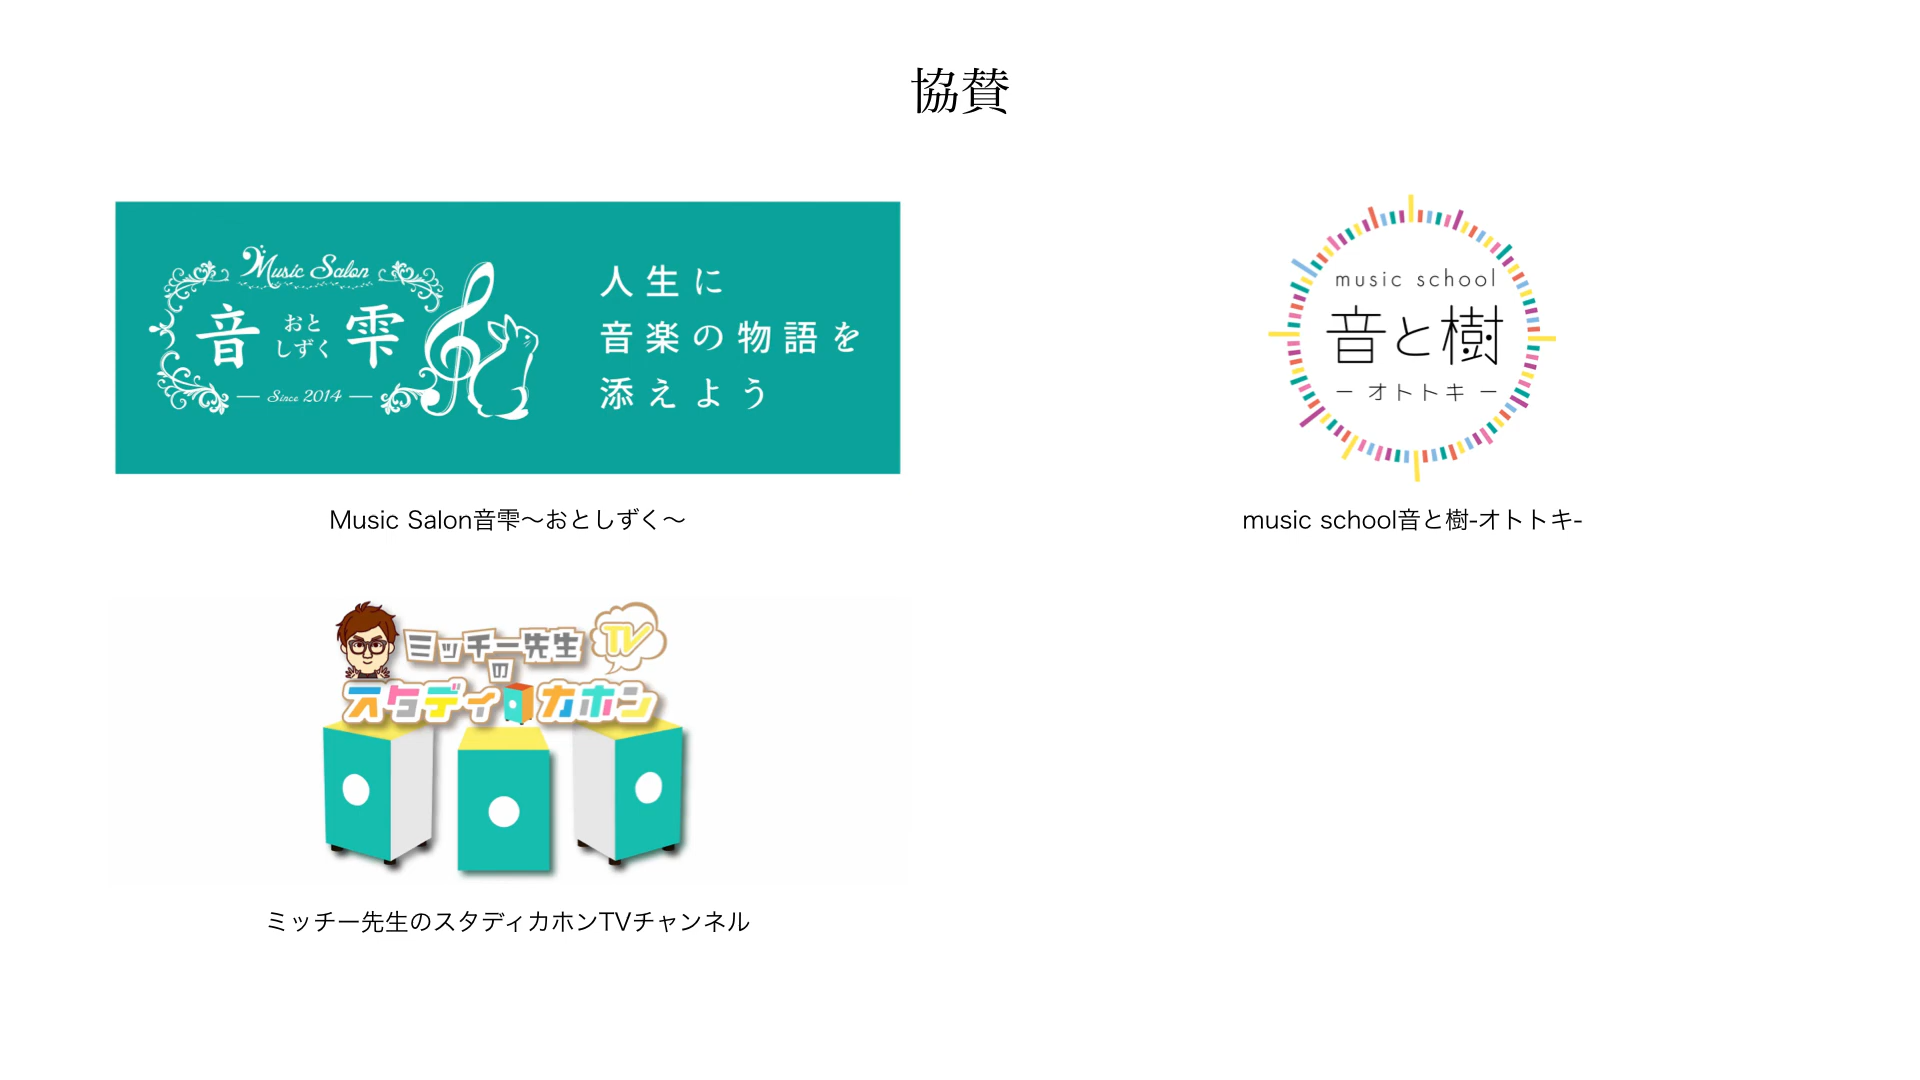 協賛
Music Salon
音 おと しずく 雫
Since 2014
人生に
音楽の物語を
添えよう
music school
音と樹
ー オトトキ ー
Music Salon音雫〜おとしずく〜
music school音と樹-オトトキ-
ミッチー先生 TV
の
スタディカホン
ミッチー先生のスタディカホンTVチャンネル